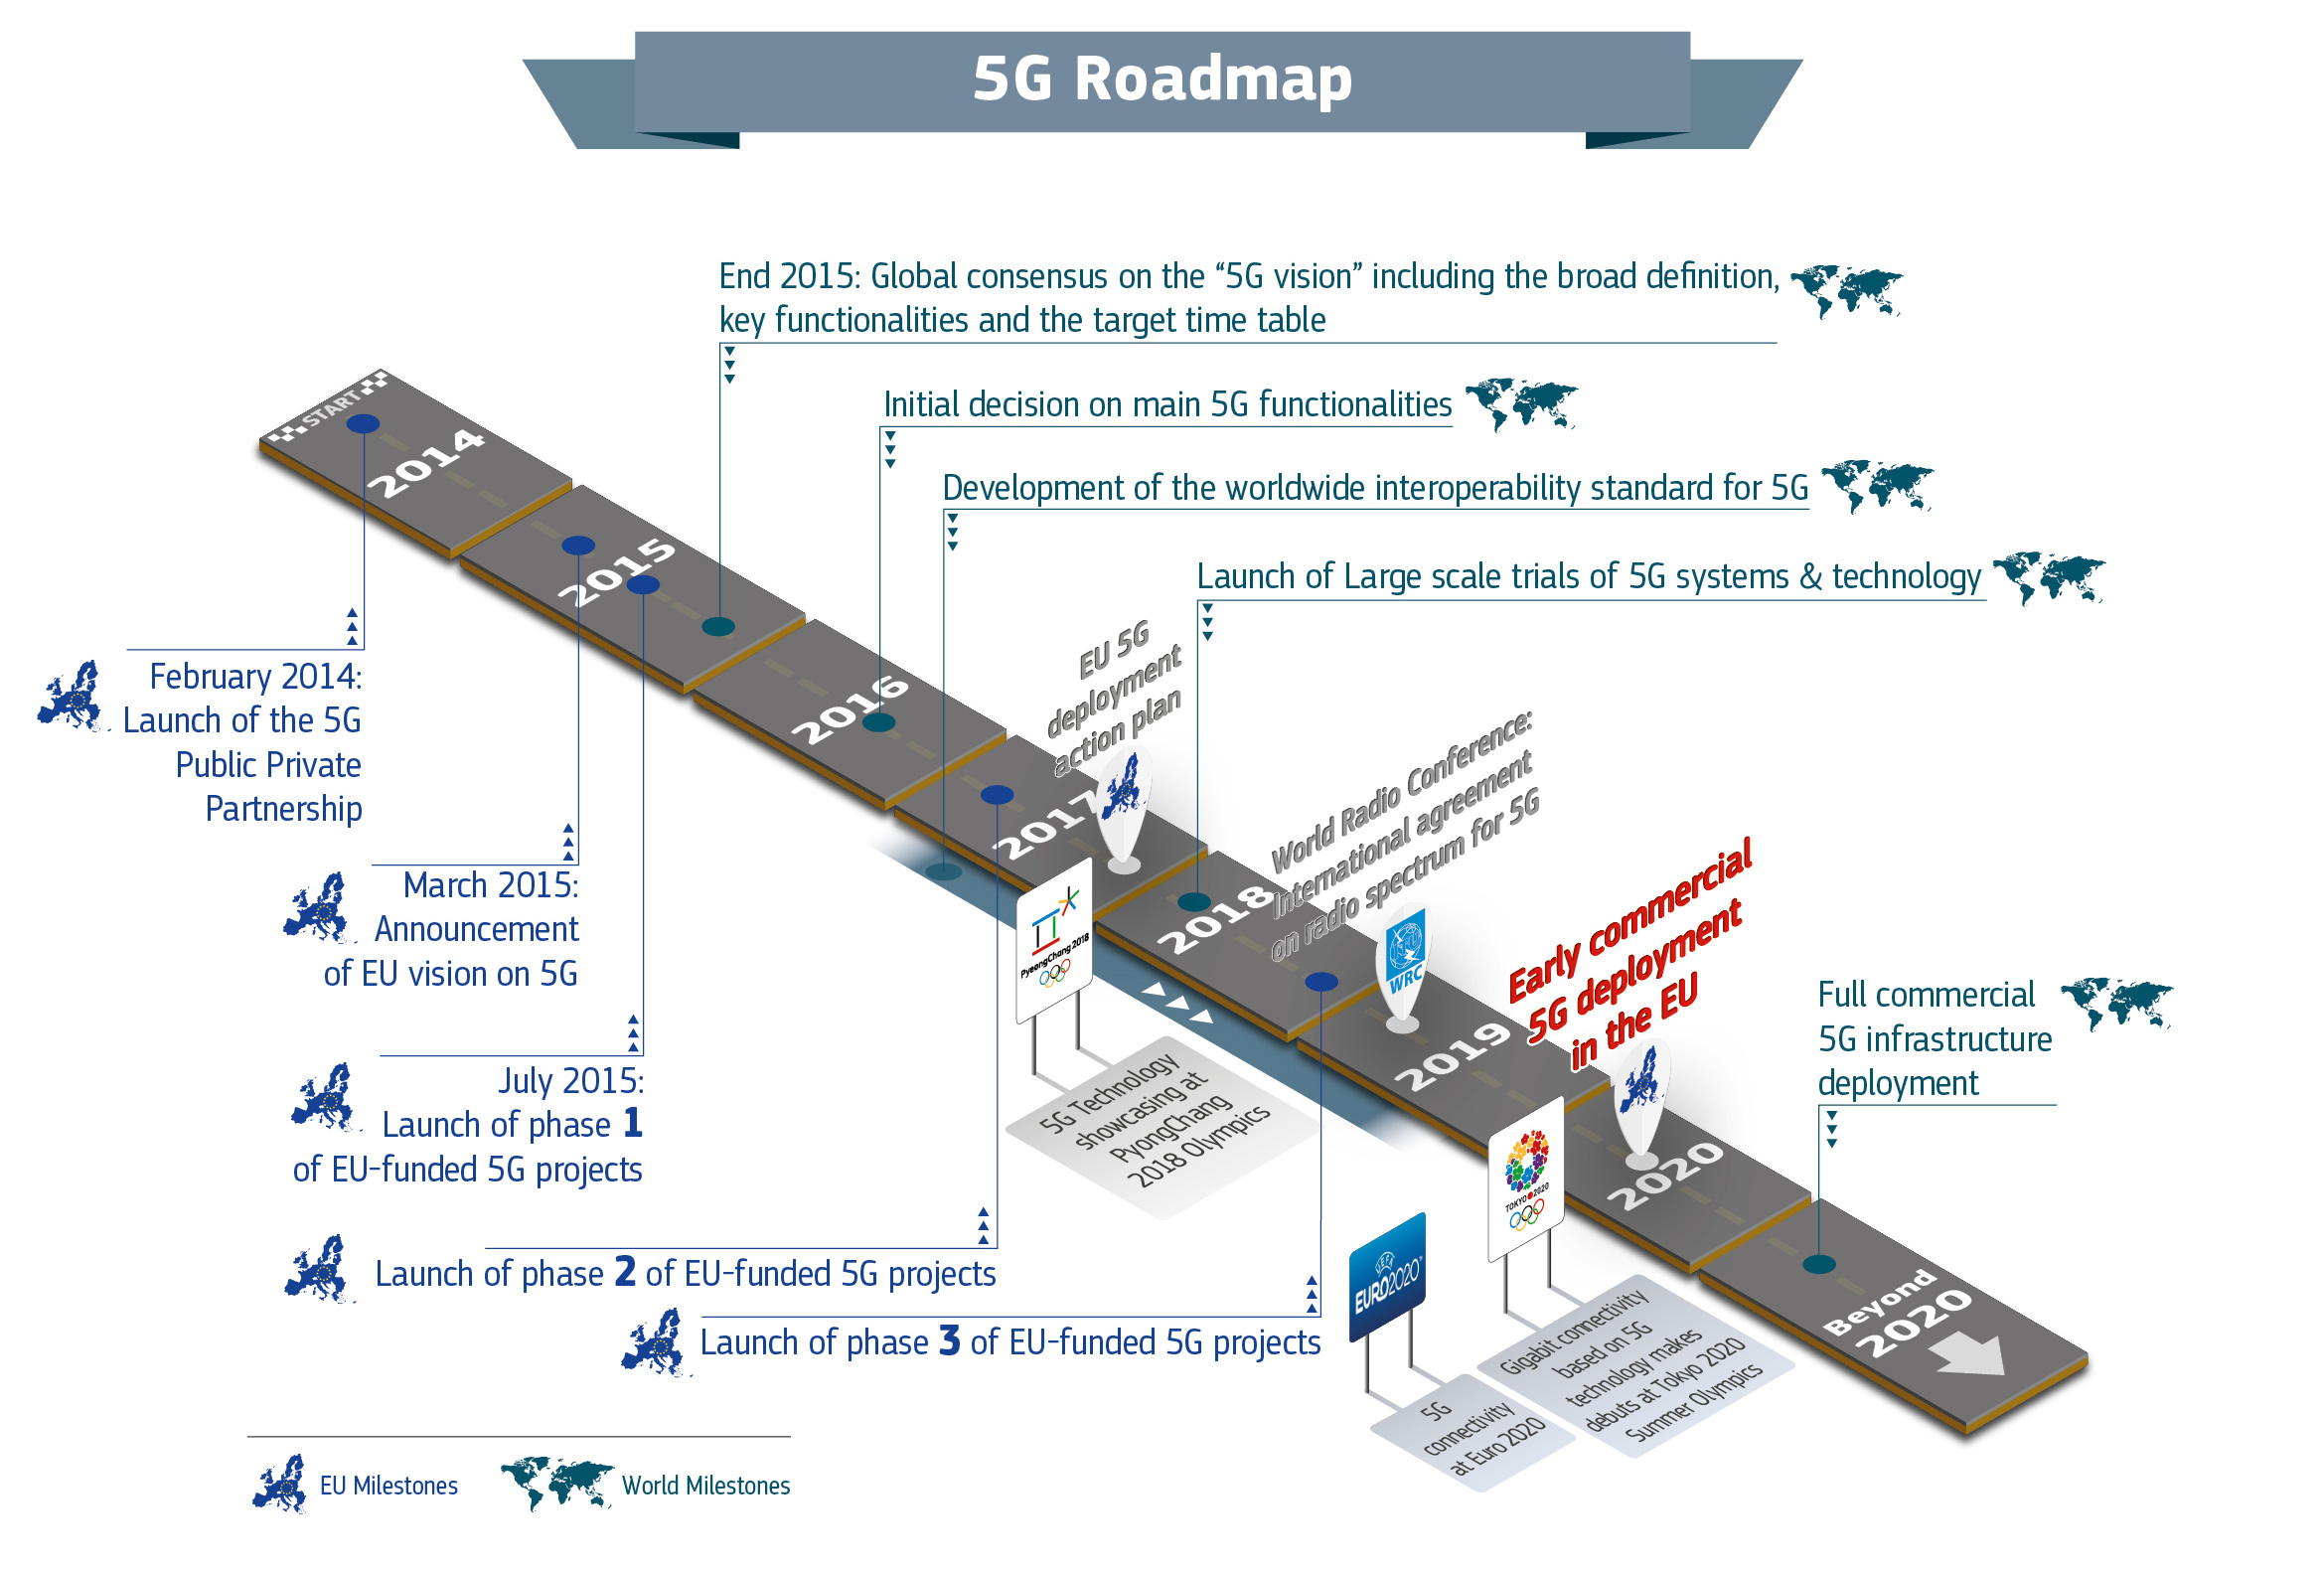 5G Roadmap
End 2015: Global consensus on the “5G vision” including the broad definition,
key functionalities and the target time table
Initial decision on main 5G functionalities
Development of the worldwide interoperability standard for 5G
Launch of Large scale trials of 5G systems & technology
START
2014
2015
2016
2017
2018
2019
2020
Beyond
2020
EU 5G
deployment
action plan
World Radio Conference:
International agreement
on radio spectrum for 5G
ITU
WRC
Early commercial
5G deployment
in the EU
Full commercial
5G infrastructure
deployment
February 2014:
Launch of the 5G
Public Private
Partnership
March 2015:
Announcement
of EU vision on 5G
July 2015:
Launch of phase 1
of EU-funded 5G projects
Launch of phase 2 of EU-funded 5G projects
Launch of phase 3 of EU-funded 5G projects
PyeongChang 2018
5G Technology
showcasing at
PyongChang
2018 Olympics
UEFA
EURO2020™
5G
connectivity
at Euro 2020
TOKYO 2020
Gigabit connectivity
based on 5G
technology makes
debuts at Tokyo 2020
Summer Olympics
EU Milestones
World Milestones